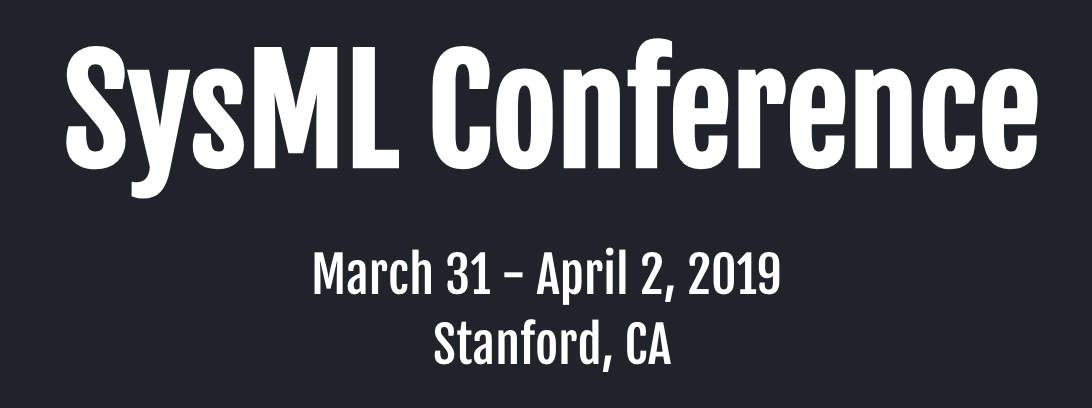 SysML Conference
March 31 – April 2, 2019
Stanford, CA